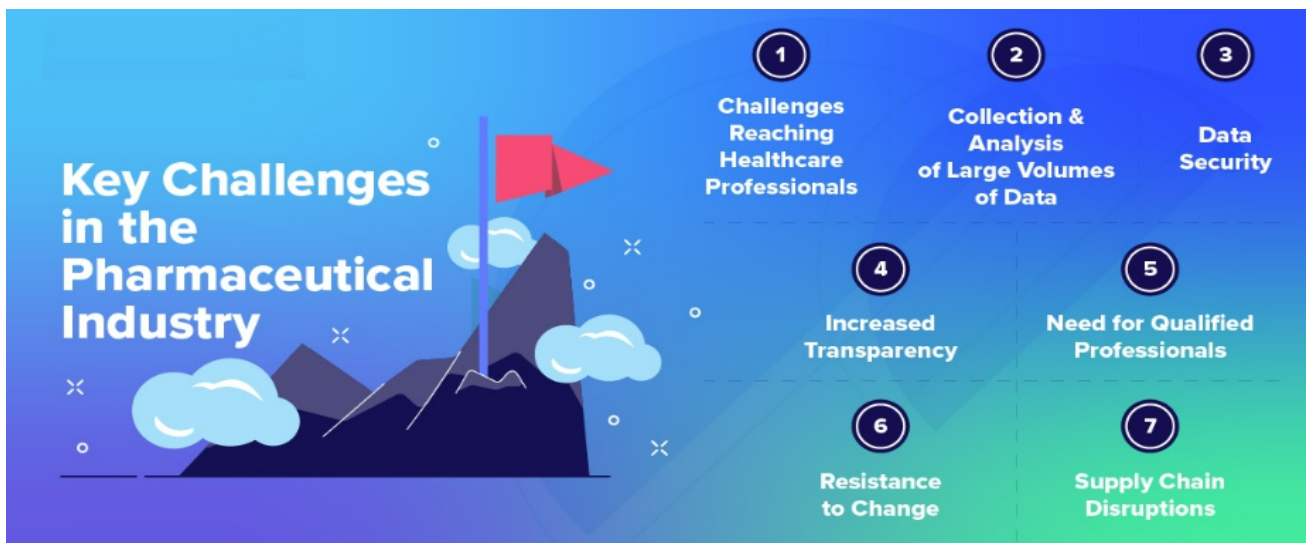 Key Challenges
in the
Pharmaceutical
Industry
1
Challenges
Reaching
Healthcare
Professionals
2
Collection &
Analysis
of Large Volumes
of Data
3
Data
Security
4
Increased
Transparency
5
Need for Qualified
Professionals
6
Resistance
to Change
7
Supply Chain
Disruptions